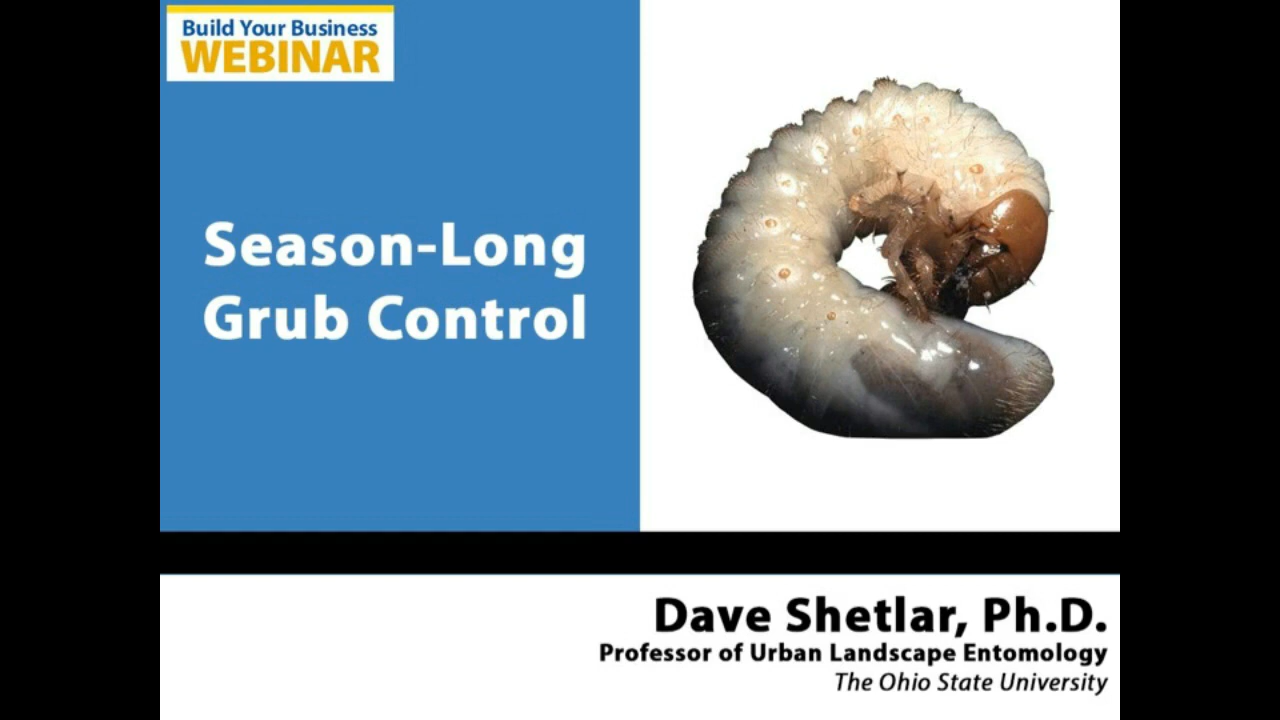 Build Your Business
WEBINAR
Season-Long
Grub Control
Dave Shetlar, Ph.D.
Professor of Urban Landscape Entomology
The Ohio State University